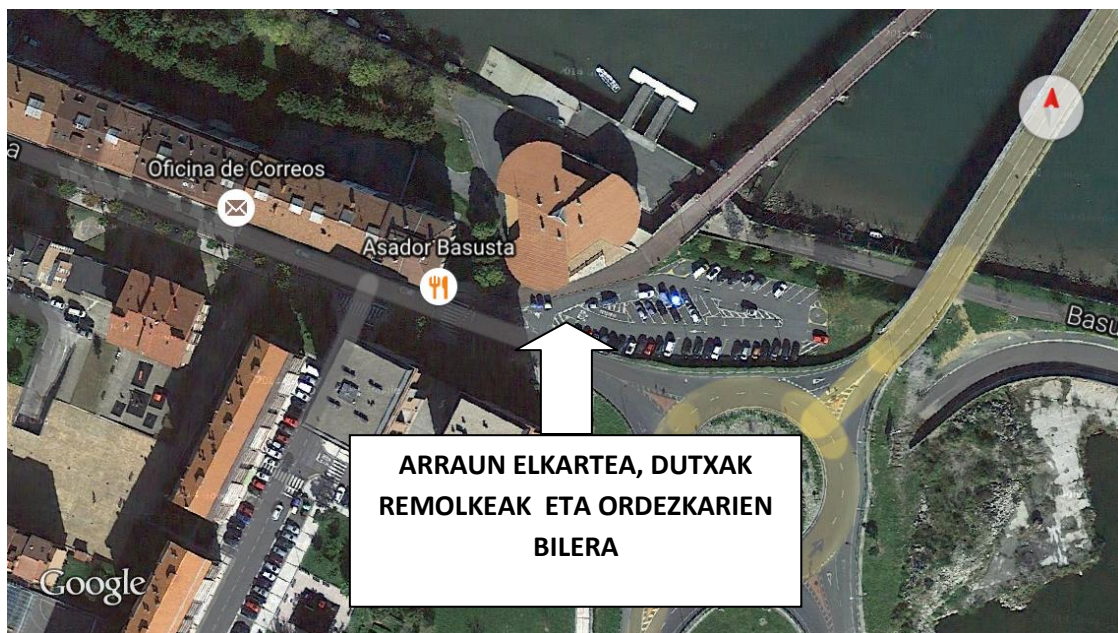 a
Oficina de Correos
Asador Basusta
Basu
ARRAUN ELKARTEA, DUTXAK
REMOLKEAK ETA ORDEZKARIEN
BILERA
Google